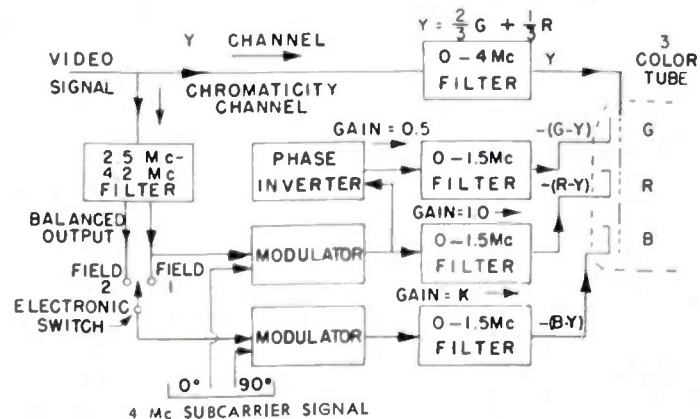 Y = 2/3 G + 1/3 R
Y CHANNEL
3
COLOR
TUBE
VIDEO
SIGNAL
0-4Mc
FILTER
Y
CHROMATICITY
CHANNEL
2.5 Mc-
4.2 Mc
FILTER
GAIN = 0.5
PHASE
INVERTER
0-1.5Mc
FILTER
-(G-Y)
G
-(R-Y)
R
GAIN=1.0
BALANCED
OUTPUT
MODULATOR
0-1.5Mc
FILTER
B
FIELD
2
FIELD
1
ELECTRONIC
SWITCH
GAIN = K
MODULATOR
0-1.5Mc
FILTER
-(B-Y)
0° 90°
4 Mc SUBCARRIER SIGNAL